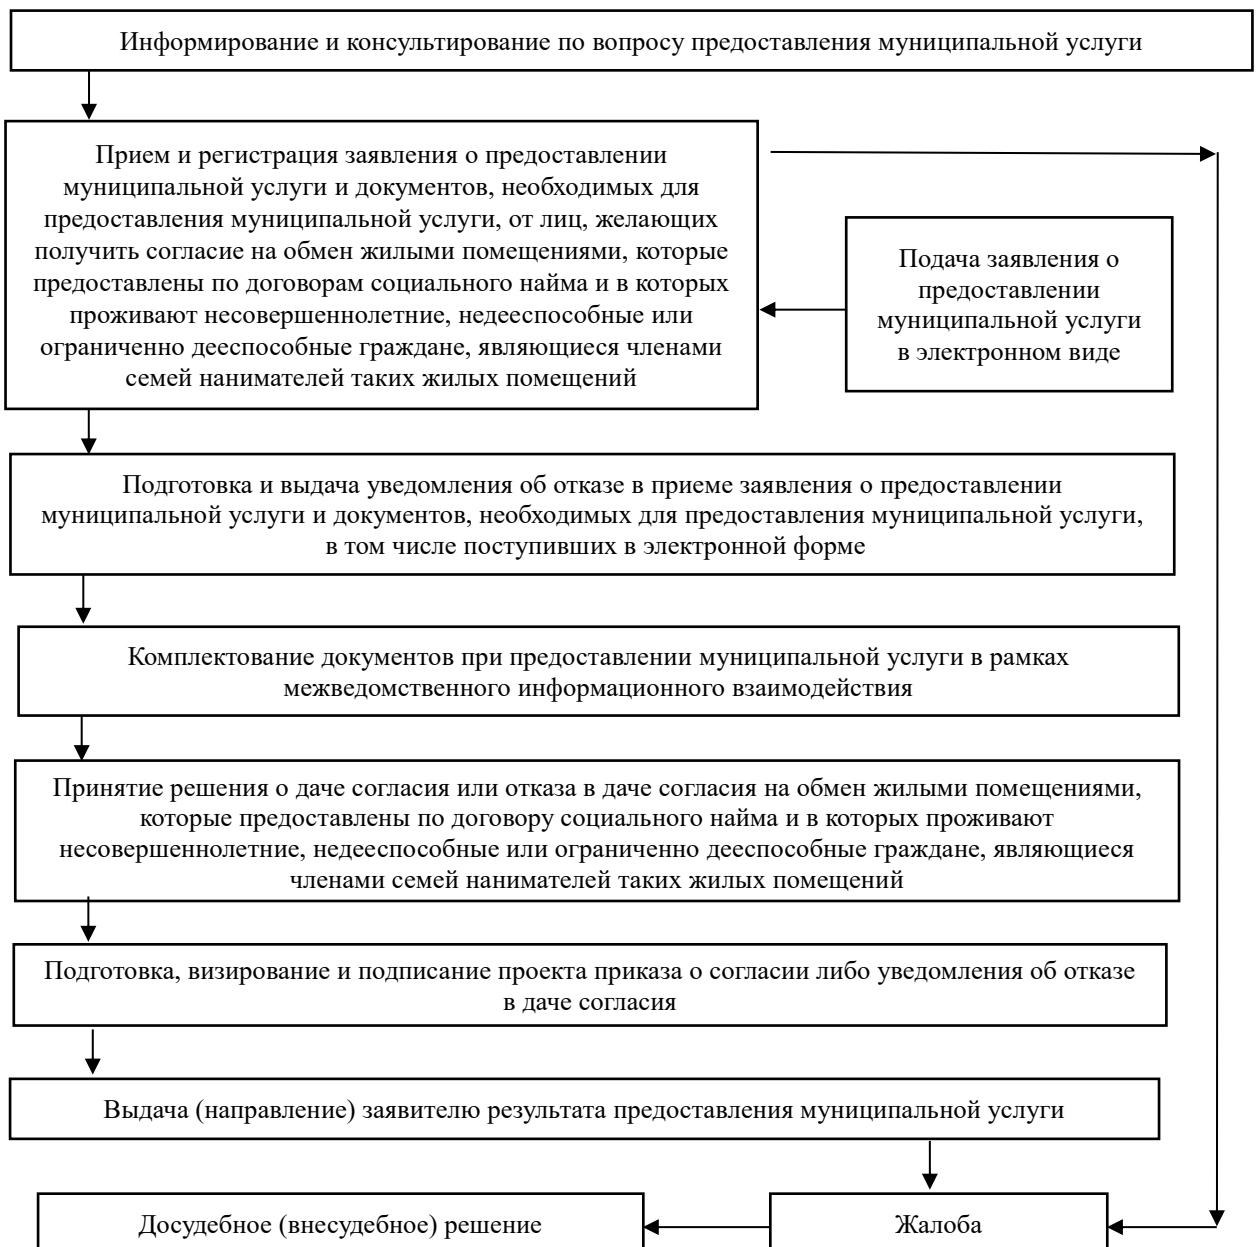 Информирование и консультирование по вопросу предоставления муниципальной услуги
Прием и регистрация заявления о предоставлении
муниципальной услуги и документов, необходимых для
предоставления муниципальной услуги, от лиц, желающих
получить согласие на обмен жилыми помещениями, которые
предоставлены по договорам социального найма и в которых
проживают несовершеннолетние, недееспособные или
ограниченно дееспособные граждане, являющиеся членами
семей нанимателей таких жилых помещений
Подача заявления о
предоставлении
муниципальной услуги
в электронном виде
Подготовка и выдача уведомления об отказе в приеме заявления о предоставлении
муниципальной услуги и документов, необходимых для предоставления муниципальной услуги,
в том числе поступивших в электронной форме
Комплектование документов при предоставлении муниципальной услуги в рамках
межведомственного информационного взаимодействия
Принятие решения о даче согласия или отказа в даче согласия на обмен жилыми помещениями,
которые предоставлены по договору социального найма и в которых проживают
несовершеннолетние, недееспособные или ограниченно дееспособные граждане, являющиеся
членами семей нанимателей таких жилых помещений
Подготовка, визирование и подписание проекта приказа о согласии либо уведомления об отказе
в даче согласия
Выдача (направление) заявителю результата предоставления муниципальной услуги
Досудебное (внесудебное) решение
Жалоба